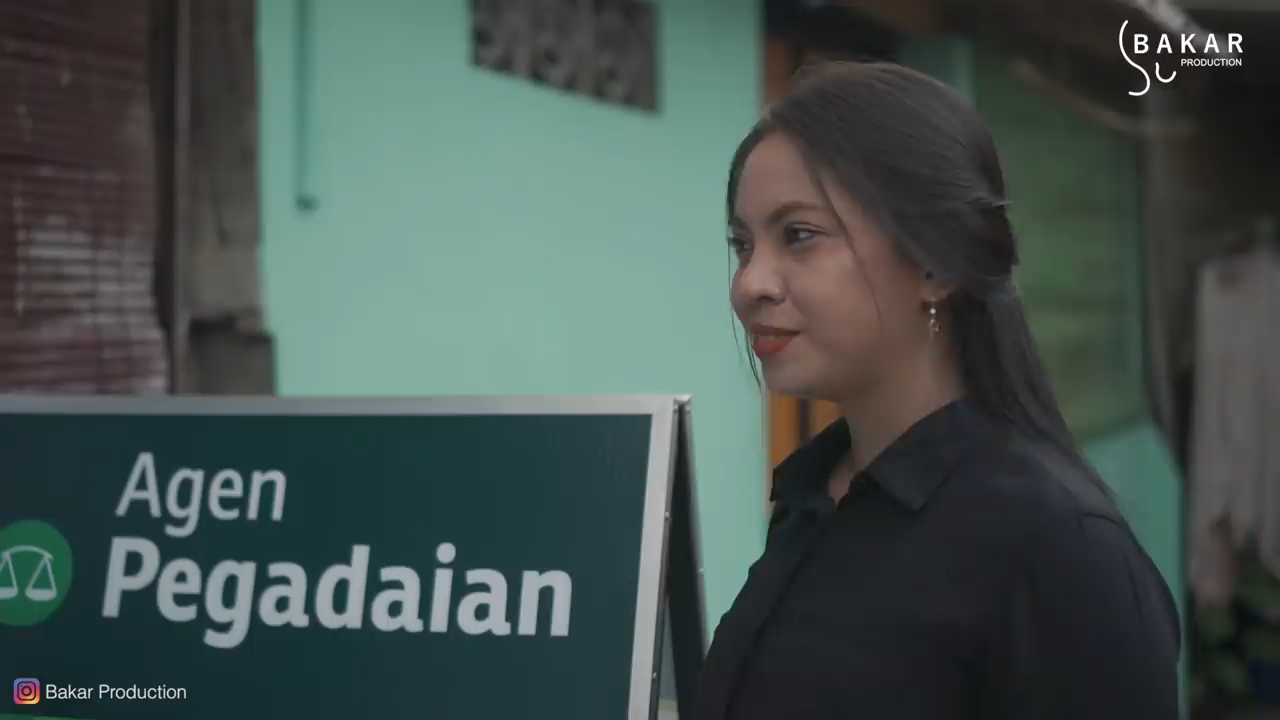 BAKAR
PRODUCTION
Agen
Pegadaian
Bakar Production